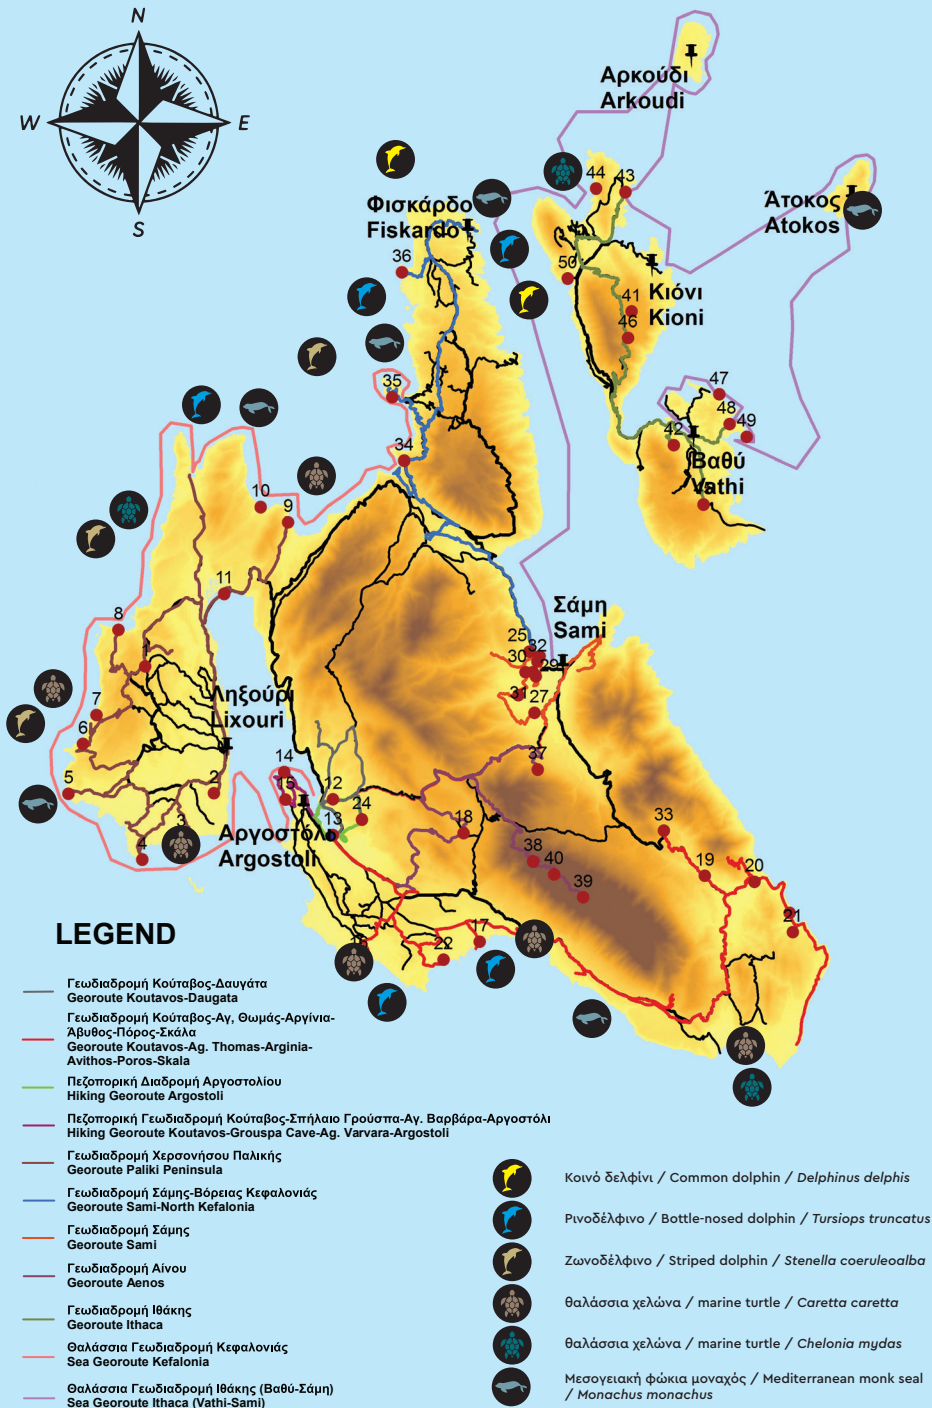 N
W
E
S
Αρκούδι
Arkoudi
44
43
Φισκάρδο
Fiskardo
Άτοκος
Atokos
36
50
Κιόνι
Kioni
41
46
35
47
48
49
42
34
Βαθύ
Vathi
10
9
11
8
Σάμη
Sami
25
32
1
30
29
31
27
7
Ληξούρι
Lixouri
6
37
14
5
2
15
12
24
3
13
18
33
Αργοστόλι
Argostoli
4
38
40
19
20
39
21
17
16
22
LEGEND
Γεωδιαδρομή Κούταβος-Δαυγάτα
Georoute Koutavos-Daugata
Γεωδιαδρομή Κούταβος-Αγ, Θωμάς-Αργίνια-
Άβυθος-Πόρος-Σκάλα
Georoute Koutavos-Ag. Thomas-Arginia-
Avithos-Poros-Skala
Πεζοπορική Διαδρομή Αργοστολίου
Hiking Georoute Argostoli
Πεζοπορική Γεωδιαδρομή Κούταβος-Σπήλαιο Γρούσπα-Αγ. Βαρβάρα-Αργοστόλι
Hiking Georoute Koutavos-Grouspa Cave-Ag. Varvara-Argostoli
Γεωδιαδρομή Χερσονήσου Παλικής
Georoute Paliki Peninsula
Γεωδιαδρομή Σάμης-Βόρειας Κεφαλονιάς
Georoute Sami-North Kefalonia
Γεωδιαδρομή Σάμης
Georoute Sami
Γεωδιαδρομή Αίνου
Georoute Aenos
Γεωδιαδρομή Ιθάκης
Georoute Ithaca
Θαλάσσια Γεωδιαδρομή Κεφαλονιάς
Sea Georoute Kefalonia
Θαλάσσια Γεωδιαδρομή Ιθάκης (Βαθύ-Σάμη)
Sea Georoute Ithaca (Vathi-Sami)
Κοινό δελφίνι / Common dolphin / Delphinus delphis
Ρινοδέλφινο / Bottle-nosed dolphin / Tursiops truncatus
Ζωνοδέλφινο / Striped dolphin / Stenella coeruleoalba
θαλάσσια χελώνα / marine turtle / Caretta caretta
θαλάσσια χελώνα / marine turtle / Chelonia mydas
Μεσογειακή φώκια μοναχός / Mediterranean monk seal
/ Monachus monachus